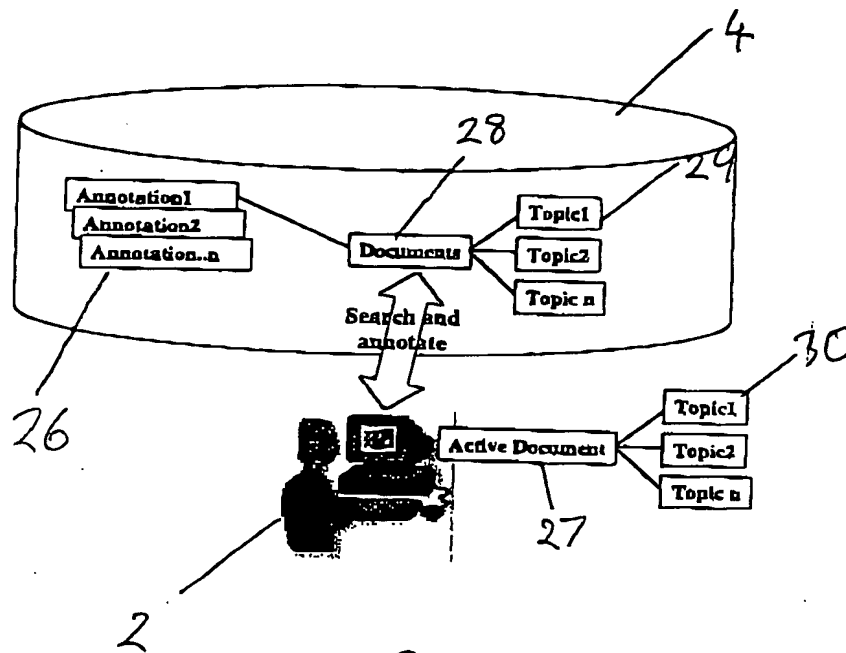 4
28
29
Annotation1
Annotation2
Annotation..n
Documents
Topic1
Topic2
Topic n
Search and
annotate
30
26
Topic1
Active Document
Topic2
Topic n
27
2